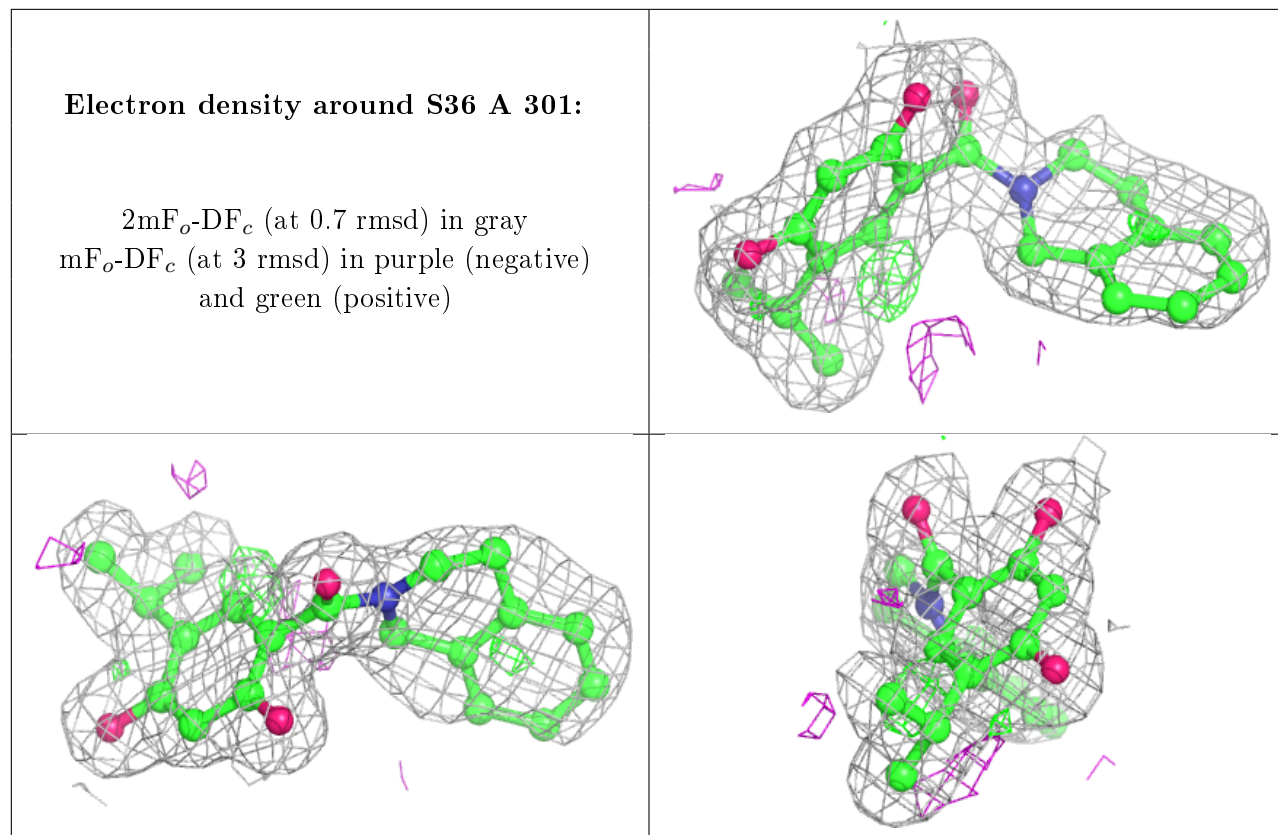 Electron density around S36 A 301:
2mFₒ-DF𝒸 (at 0.7 rmsd) in gray
mFₒ-DF𝒸 (at 3 rmsd) in purple (negative)
and green (positive)